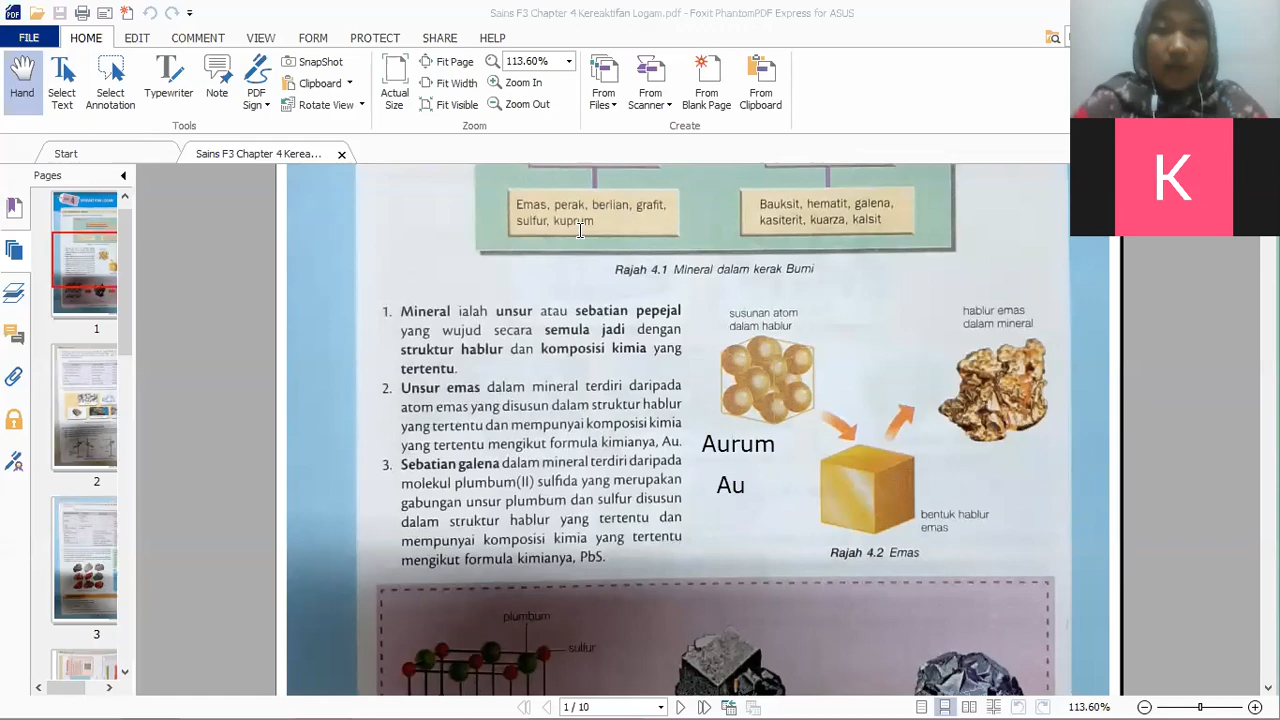 Sains F3 Chapter 4 Kereaktifan Logam.pdf - Foxit PhantomPDF Express for ASUS
FILE HOME EDIT COMMENT VIEW FORM PROTECT SHARE HELP
Hand
Select Text
Select Annotation
Typewriter
Note
PDF Sign
SnapShot
Clipboard
Rotate View
Tools
Actual Size
Fit Page
Fit Width
Fit Visible
113.60%
Zoom In
Zoom Out
Zoom
From Files
From Scanner
From Blank Page
From Clipboard
Create
Start
Sains F3 Chapter 4 Kerea...
K
Pages
1
2
3
Emas, perak, berlian, grafit,
sulfur, kuprum
Bauksit, hematit, galena,
kasiterit, kuarza, kalsit
Rajah 4.1 Mineral dalam kerak Bumi
1. Mineral ialah unsur atau sebatian pepejal
yang wujud secara semula jadi dengan
struktur hablur dan komposisi kimia yang
tertentu.
2. Unsur emas dalam mineral terdiri daripada
atom emas yang disusun dalam struktur hablur
yang tertentu dan mempunyai komposisi kimia
yang tertentu mengikut formula kimianya, Au.
3. Sebatian galena dalam mineral terdiri daripada
molekul plumbum(II) sulfida yang merupakan
gabungan unsur plumbum dan sulfur disusun
dalam struktur hablur yang tertentu dan
mempunyai komposisi kimia yang tertentu
mengikut formula kimianya, PbS.
susunan atom
dalam hablur
hablur emas
dalam mineral
Aurum
Au
bentuk hablur
emas
Rajah 4.2 Emas
plumbum
sulfur
1 / 10
113.60%